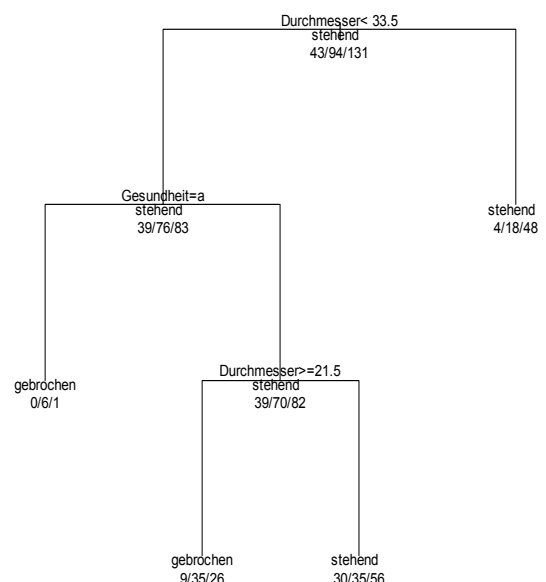 Durchmesser< 33.5
stehend
43/94/131
Gesundheit=a
stehend
39/76/83
stehend
4/18/48
gebrochen
0/6/1
Durchmesser>=21.5
stehend
39/70/82
gebrochen
9/35/26
stehend
30/35/56